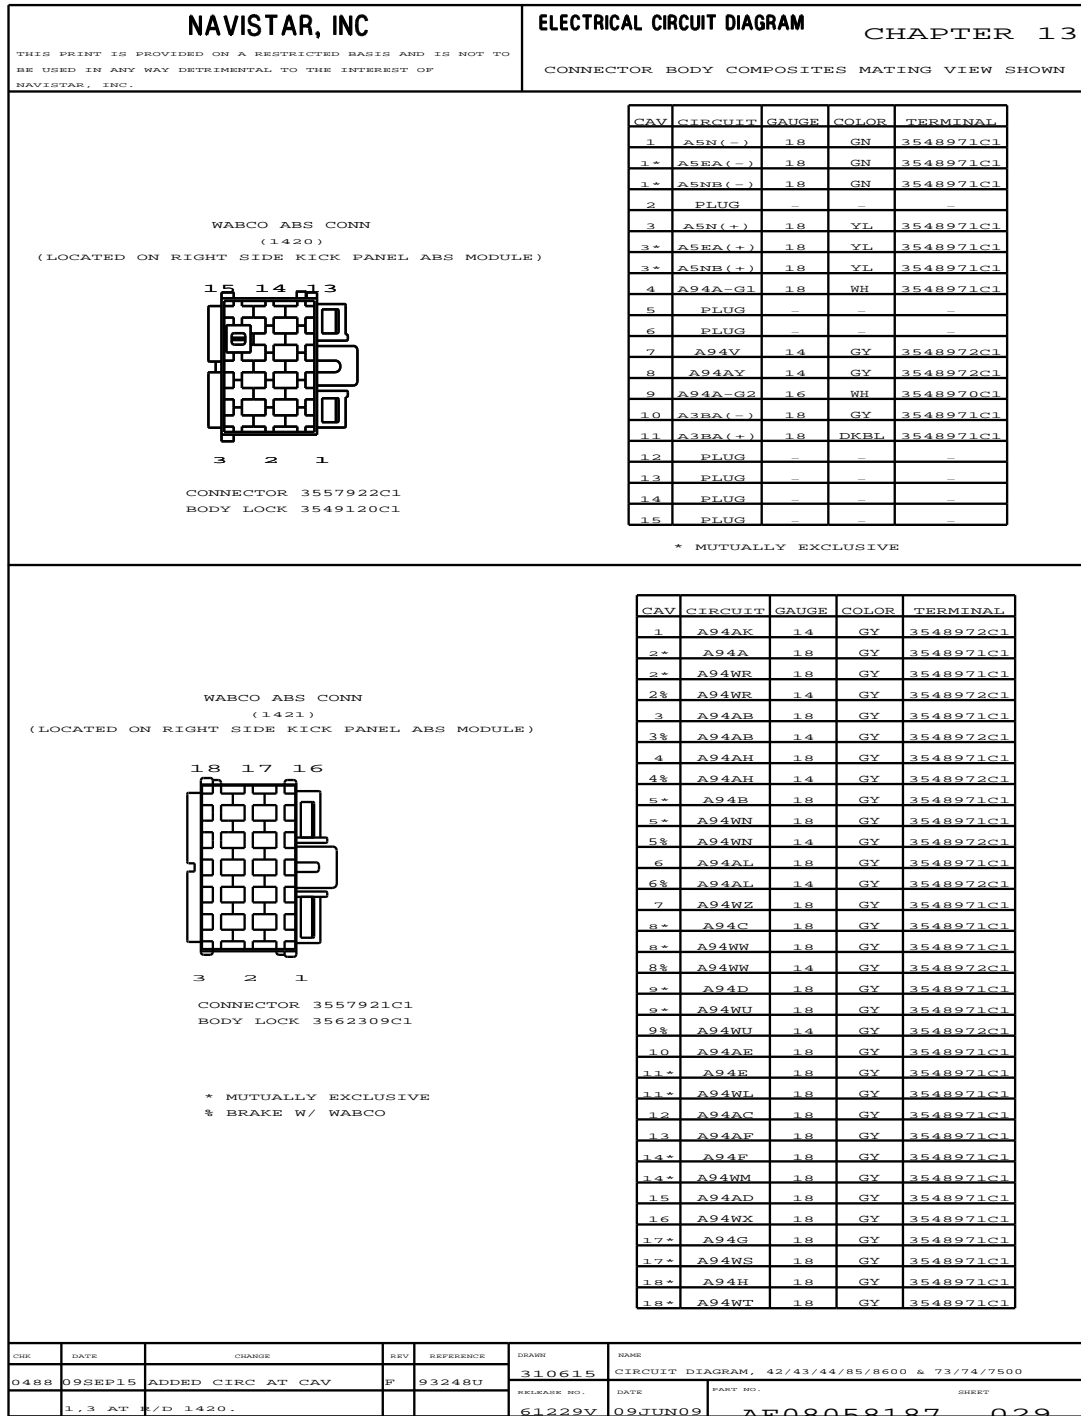 NAVISTAR, INC
THIS PRINT IS PROVIDED ON A RESTRICTED BASIS AND IS NOT TO
BE USED IN ANY WAY DETRIMENTAL TO THE INTEREST OF
NAVISTAR, INC.
ELECTRICAL CIRCUIT DIAGRAM
CHAPTER 13
CONNECTOR BODY COMPOSITES MATING VIEW SHOWN
WABCO ABS CONN
(1420)
(LOCATED ON RIGHT SIDE KICK PANEL ABS MODULE)
15 14 13
3 2 1
CONNECTOR 3557922C1
BODY LOCK 3549120C1
CAV CIRCUIT GAUGE COLOR TERMINAL
1 A5N(-) 18 GN 3548971C1
1* A5EA(-) 18 GN 3548971C1
1* A5NB(-) 18 GN 3548971C1
2 PLUG - - -
3 A5N(+) 18 YL 3548971C1
3* A5EA(+) 18 YL 3548971C1
3* A5NB(+) 18 YL 3548971C1
4 A94A-G1 18 WH 3548971C1
5 PLUG - - -
6 PLUG - - -
7 A94V 14 GY 3548972C1
8 A94AY 14 GY 3548972C1
9 A94A-G2 16 WH 3548970C1
10 A3BA(-) 18 GY 3548971C1
11 A3BA(+) 18 DKBL 3548971C1
12 PLUG - - -
13 PLUG - - -
14 PLUG - - -
15 PLUG - - -
* MUTUALLY EXCLUSIVE
WABCO ABS CONN
(1421)
(LOCATED ON RIGHT SIDE KICK PANEL ABS MODULE)
18 17 16
3 2 1
CONNECTOR 3557921C1
BODY LOCK 3562309C1
* MUTUALLY EXCLUSIVE
% BRAKE W/ WABCO
CAV CIRCUIT GAUGE COLOR TERMINAL
1 A94AK 14 GY 3548972C1
2* A94A 18 GY 3548971C1
2* A94WR 18 GY 3548971C1
2% A94WR 14 GY 3548972C1
3 A94AB 18 GY 3548971C1
3% A94AB 14 GY 3548972C1
4 A94AH 18 GY 3548971C1
4% A94AH 14 GY 3548972C1
5* A94B 18 GY 3548971C1
5* A94WN 18 GY 3548971C1
5% A94WN 14 GY 3548972C1
6 A94AL 18 GY 3548971C1
6% A94AL 14 GY 3548972C1
7 A94WZ 18 GY 3548971C1
8* A94C 18 GY 3548971C1
8* A94WW 18 GY 3548971C1
8% A94WW 14 GY 3548972C1
9* A94D 18 GY 3548971C1
9* A94WU 18 GY 3548971C1
9% A94WU 14 GY 3548972C1
10 A94AE 18 GY 3548971C1
11* A94E 18 GY 3548971C1
11* A94WL 18 GY 3548971C1
12 A94AC 18 GY 3548971C1
13 A94AF 18 GY 3548971C1
14* A94F 18 GY 3548971C1
14* A94WM 18 GY 3548971C1
15 A94AD 18 GY 3548971C1
16 A94WX 18 GY 3548971C1
17* A94G 18 GY 3548971C1
17* A94WS 18 GY 3548971C1
18* A94H 18 GY 3548971C1
18* A94WT 18 GY 3548971C1
CHK DATE CHANGE REV REFERENCE
0488 09SEP15 ADDED CIRC AT CAV F 93248U
1,3 AT R/D 1420.
DRAWN
310615
NAME
CIRCUIT DIAGRAM, 42/43/44/85/8600 & 73/74/7500
RELEASE NO.
61229V
DATE
09JUN09
PART NO. SHEET
AF08058187 029